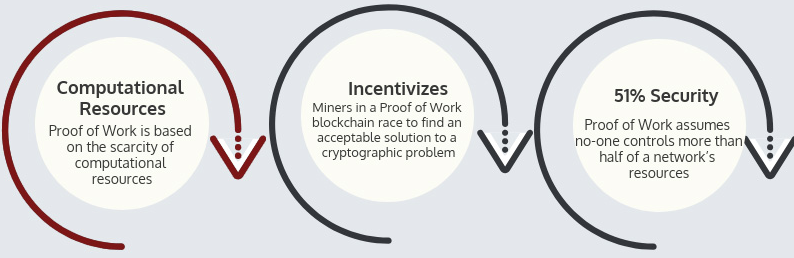 Computational
Resources
Proof of Work is based
on the scarcity of
computational
resources
Incentivizes
Miners in a Proof of Work
blockchain race to find an
acceptable solution to a
cryptographic problem
51% Security
Proof of Work assumes
no-one controls more than
half of a network's
resources